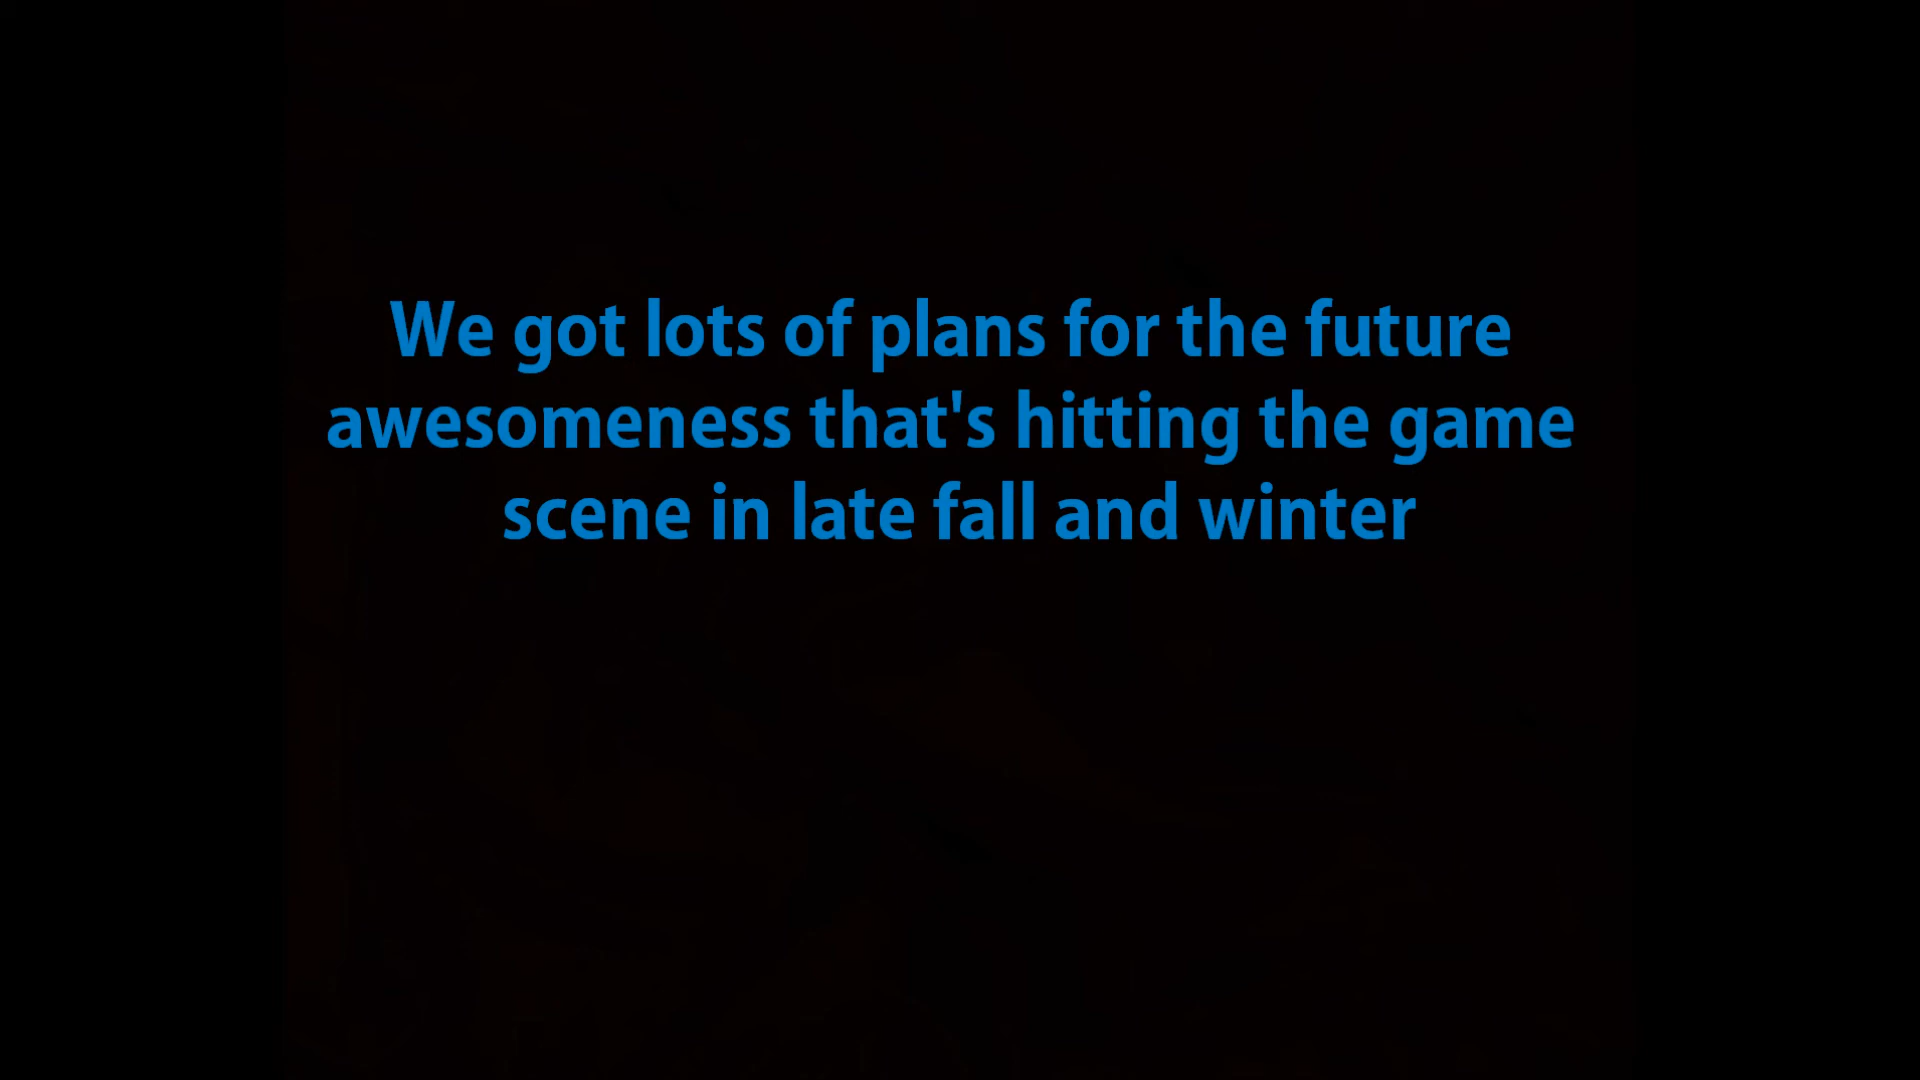 We got lots of plans for the future
awesomeness that's hitting the game
scene in late fall and winter